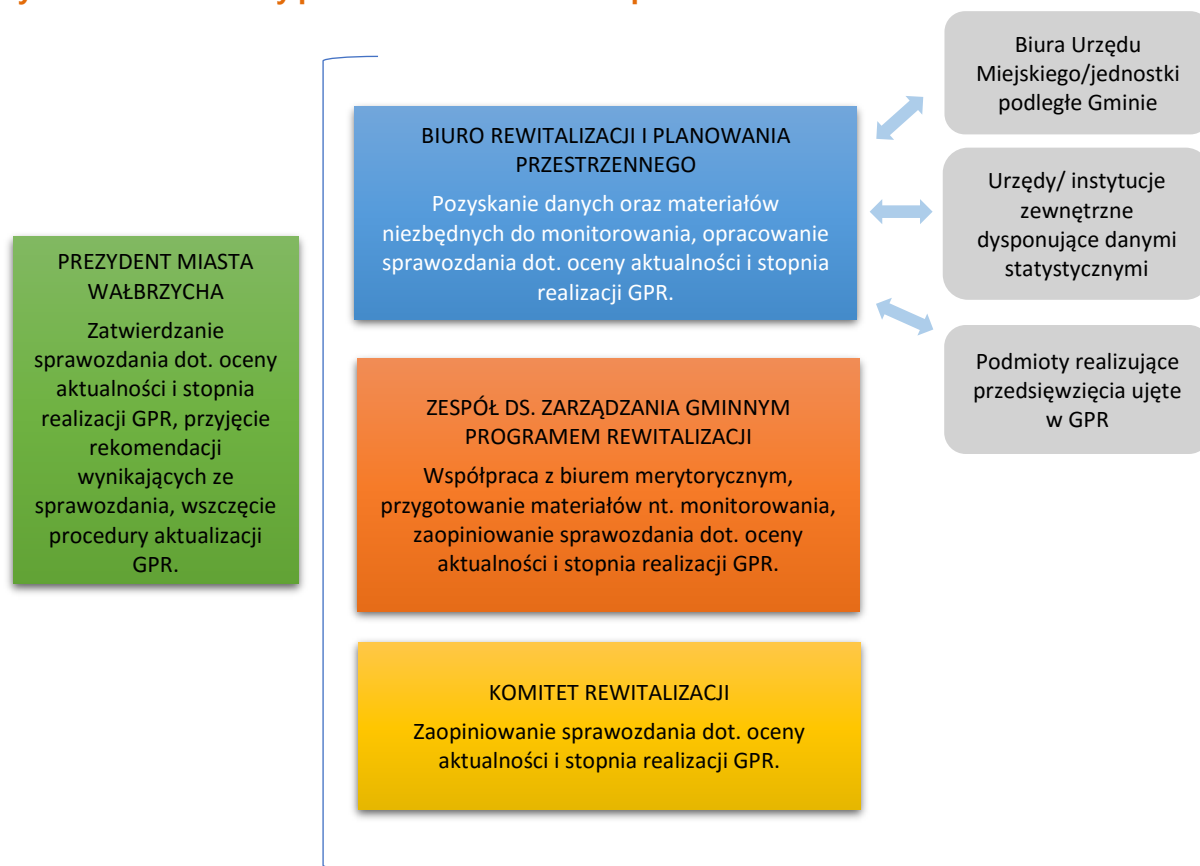 PREZYDENT MIASTA
WAŁBRZYCHA
Zatwierdzanie
sprawozdania dot. oceny
aktualności i stopnia
realizacji GPR, przyjęcie
rekomendacji
wynikających ze
sprawozdania, wszczęcie
procedury aktualizacji
GPR.
BIURO REWITALIZACJI I PLANOWANIA
PRZESTRZENNEGO
Pozyskanie danych oraz materiałów
niezbędnych do monitorowania, opracowanie
sprawozdania dot. oceny aktualności i stopnia
realizacji GPR.
ZESPÓŁ DS. ZARZĄDZANIA GMINNYM
PROGRAMEM REWITALIZACJI
Współpraca z biurem merytorycznym,
przygotowanie materiałów nt. monitorowania,
zaopiniowanie sprawozdania dot. oceny
aktualności i stopnia realizacji GPR.
KOMITET REWITALIZACJI
Zaopiniowanie sprawozdania dot. oceny
aktualności i stopnia realizacji GPR.
Biura Urzędu
Miejskiego/jednostki
podległe Gminie
Urzędy/ instytucje
zewnętrzne
dysponujące danymi
statystycznymi
Podmioty realizujące
przedsięwzięcia ujęte
w GPR